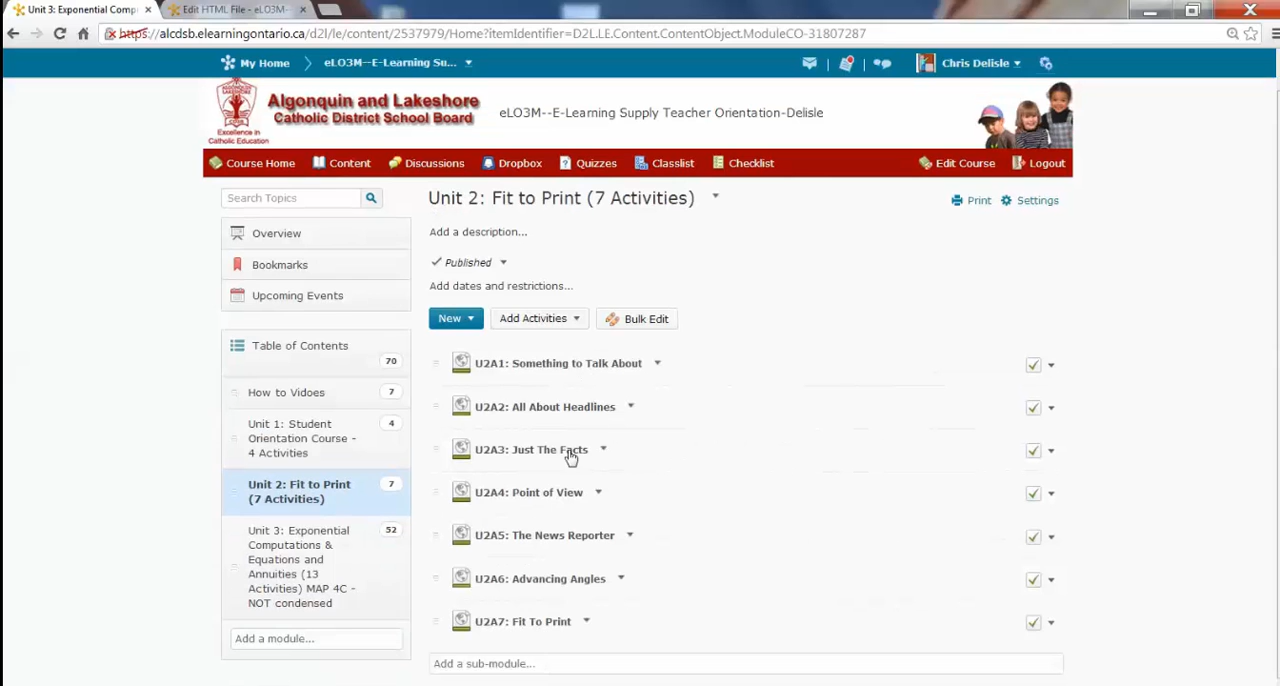 Unit 3: Exponential Comp
Edit HTML File - eLO3M--
https://alcdsb.elearningontario.ca/d2l/le/content/2537979/Home?itemIdentifier=D2L.LE.Content.ContentObject.ModuleCO-31807287
My Home
eLO3M--E-Learning Su...
Chris Delisle
Excellence in
Catholic Education
Algonquin and Lakeshore
Catholic District School Board
eLO3M--E-Learning Supply Teacher Orientation-Delisle
Course Home
Content
Discussions
Dropbox
Quizzes
Classlist
Checklist
Edit Course
Logout
Search Topics
Overview
Bookmarks
Upcoming Events
Table of Contents
70
How to Vidoes
7
Unit 1: Student
Orientation Course -
4 Activities
4
Unit 2: Fit to Print
(7 Activities)
7
Unit 3: Exponential
Computations &
Equations and
Annuities (13
Activities) MAP 4C -
NOT condensed
52
Add a module...
Unit 2: Fit to Print (7 Activities)
Print
Settings
Add a description...
Published
Add dates and restrictions...
New
Add Activities
Bulk Edit
U2A1: Something to Talk About
U2A2: All About Headlines
U2A3: Just The Facts
U2A4: Point of View
U2A5: The News Reporter
U2A6: Advancing Angles
U2A7: Fit To Print
Add a sub-module...